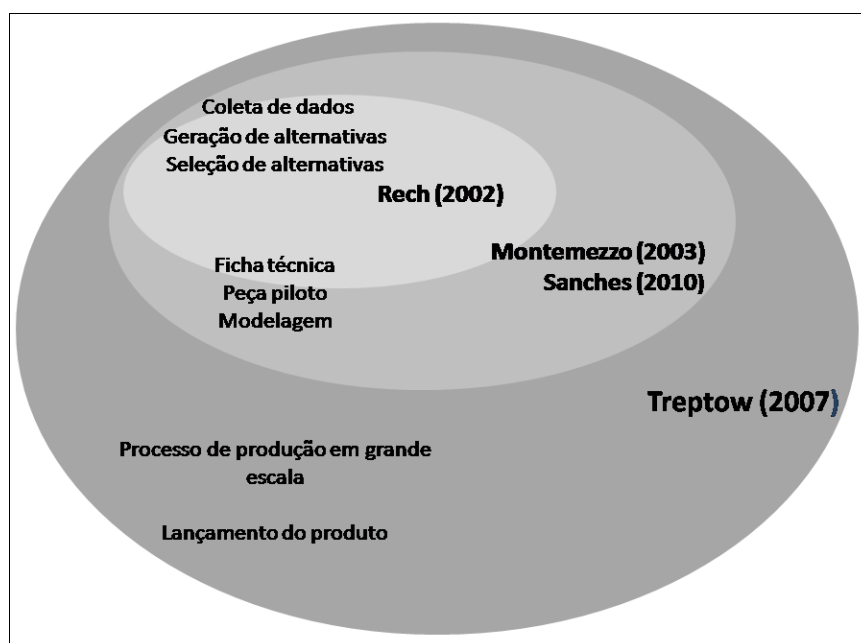 Coleta de dados
Geração de alternativas
Seleção de alternativas
Rech (2002)
Ficha técnica
Peça piloto
Modelagem
Montemezzo (2003)
Sanches (2010)
Treptow (2007)
Processo de produção em grande
escala
Lançamento do produto